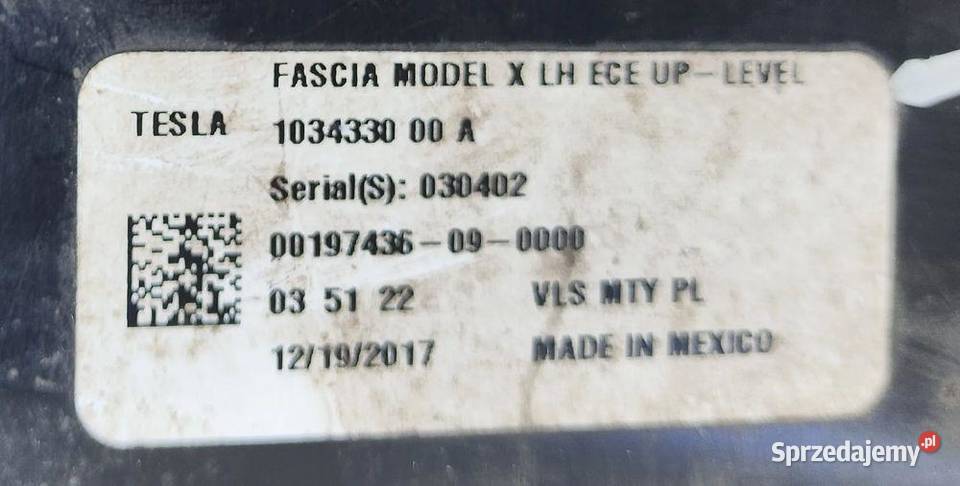 FASCIA MODEL X LH ECE UP-LEVEL
TESLA 1034330 00 A
Serial(S): 030402
00197436-09-0000
03 51 22 VLS MTY PL
12/19/2017 MADE IN MEXICO
Sprzedajemy.pl